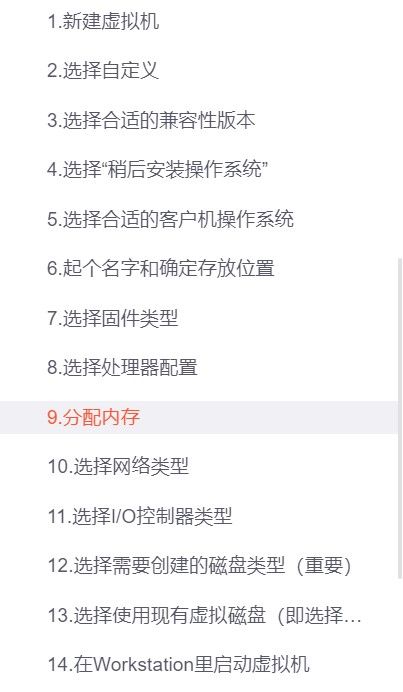 1.新建虚拟机
2.选择自定义
3.选择合适的兼容性版本
4.选择“稍后安装操作系统”
5.选择合适的客户机操作系统
6.起个名字和确定存放位置
7.选择固件类型
8.选择处理器配置
9.分配内存
10.选择网络类型
11.选择I/O控制器类型
12.选择需要创建的磁盘类型（重要）
13.选择使用现有虚拟磁盘（即选择…
14.在Workstation里启动虚拟机